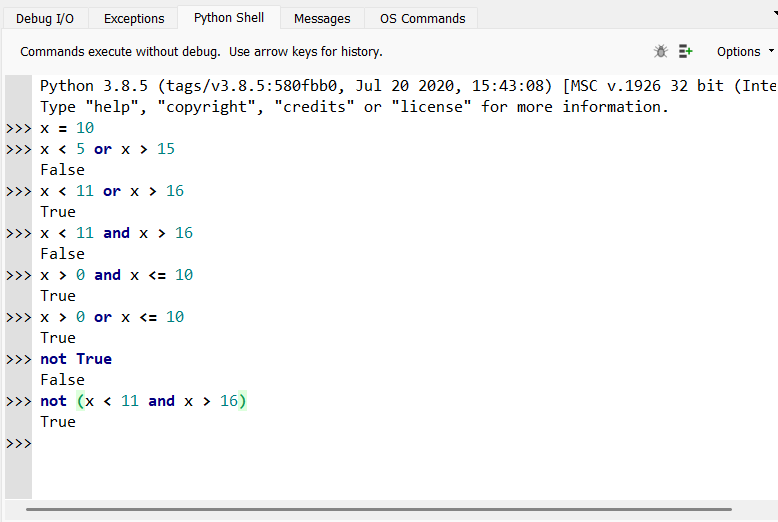 Debug I/O Exceptions Python Shell Messages OS Commands
Commands execute without debug. Use arrow keys for history. Options
Python 3.8.5 (tags/v3.8.5:580fbb0, Jul 20 2020, 15:43:08) [MSC v.1926 32 bit (Inte
Type "help", "copyright", "credits" or "license" for more information.
>>> x = 10
>>> x < 5 or x > 15
False
>>> x < 11 or x > 16
True
>>> x < 11 and x > 16
False
>>> x > 0 and x <= 10
True
>>> x > 0 or x <= 10
True
>>> not True
False
>>> not (x < 11 and x > 16)
True
>>>